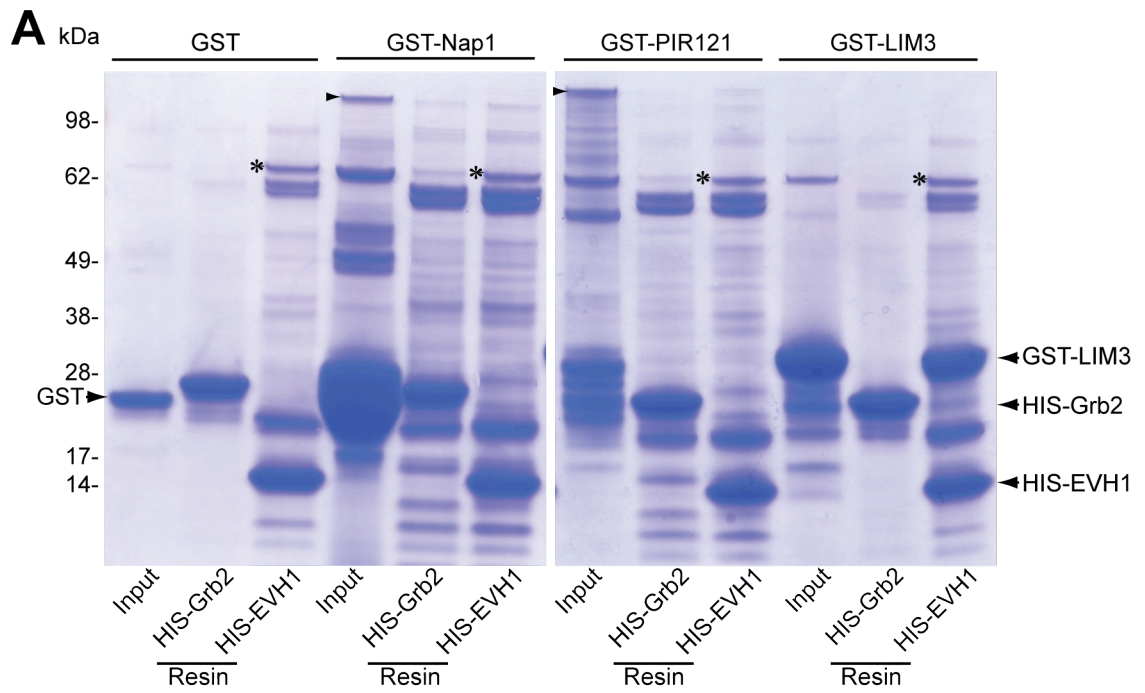 A kDa
GST GST-Nap1 GST-PIR121 GST-LIM3
98-
*
62- * * *
49-
38-
28- GST-LIM3
GST HIS-Grb2
17-
14- HIS-EVH1
Input HIS-Grb2 HIS-EVH1 Input HIS-Grb2 HIS-EVH1 Input HIS-Grb2 HIS-EVH1 Input HIS-Grb2 HIS-EVH1
Resin Resin Resin Resin